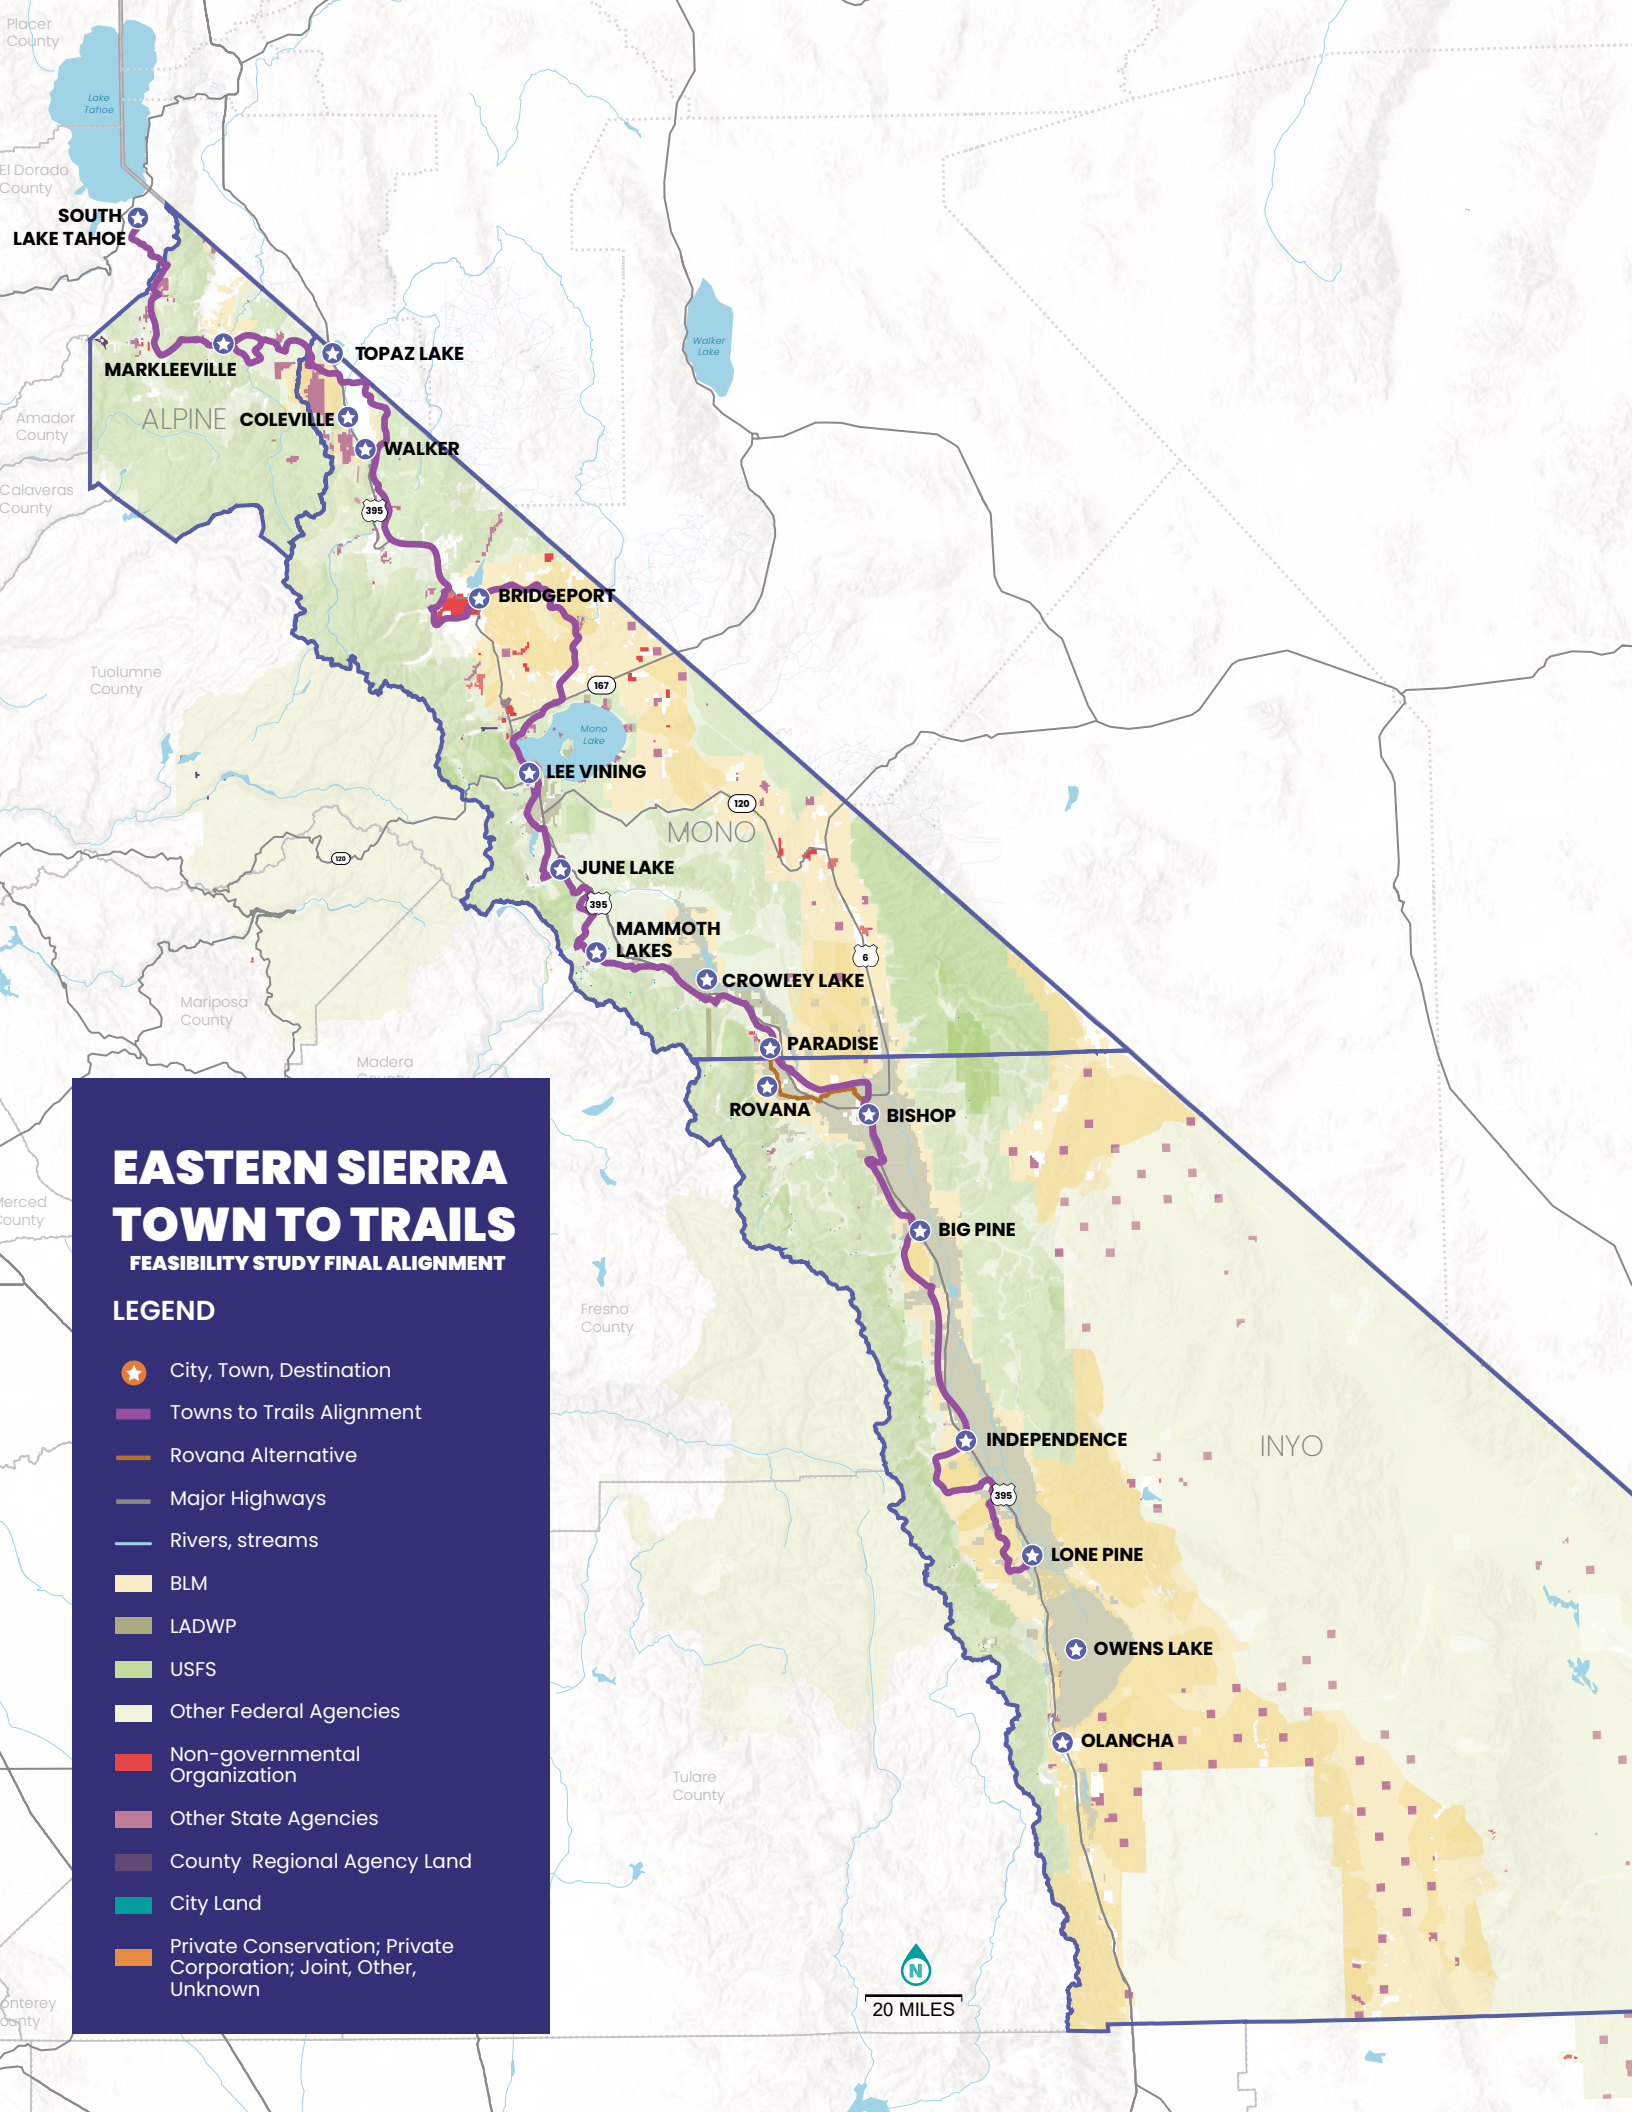 Placer
County
Lake
Tahoe
El Dorado
County
SOUTH
LAKE TAHOE
Walker
Lake
TOPAZ LAKE
MARKLEEVILLE
ALPINE
COLEVILLE
Amador
County
WALKER
Calaveras
County
395
BRIDGEPORT
Tuolumne
County
167
Mono
Lake
LEE VINING
120
MONO
120
JUNE LAKE
395
MAMMOTH
LAKES
6
CROWLEY LAKE
Mariposa
County
PARADISE
Madera
ROVANA
BISHOP
EASTERN SIERRA
TOWN TO TRAILS
FEASIBILITY STUDY FINAL ALIGNMENT
LEGEND
City, Town, Destination
Towns to Trails Alignment
Rovana Alternative
Major Highways
Rivers, streams
BLM
LADWP
USFS
Other Federal Agencies
Non-governmental
Organization
Other State Agencies
County  Regional Agency Land
City Land
Private Conservation; Private
Corporation; Joint, Other,
Unknown
BIG PINE
Fresno
County
INDEPENDENCE
INYO
395
LONE PINE
OWENS LAKE
OLANCHA
Tulare
County
N
20 MILES